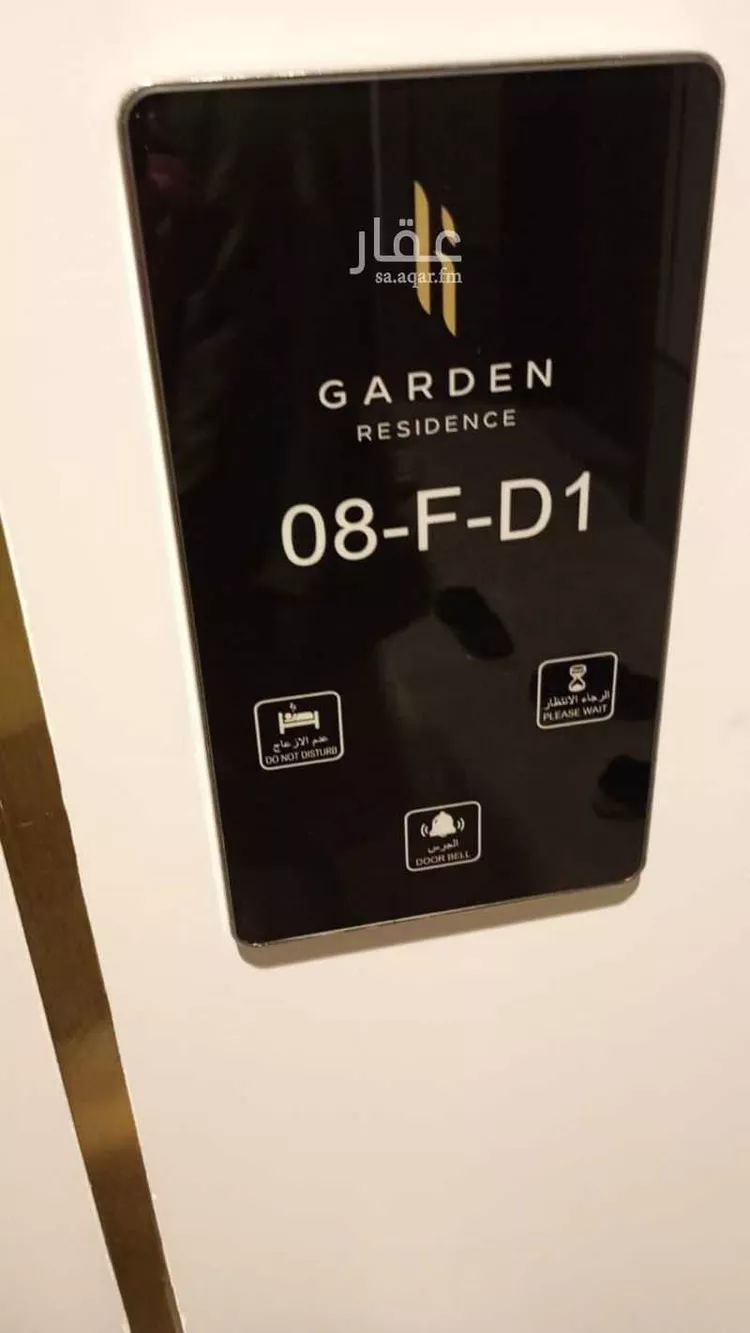 عقار
sa.aqar.fm
GARDEN
RESIDENCE
08-F-D1
عدم الازعاج
DO NOT DISTURB
الرجاء الانتظار
PLEASE WAIT
الجرس
DOOR BELL